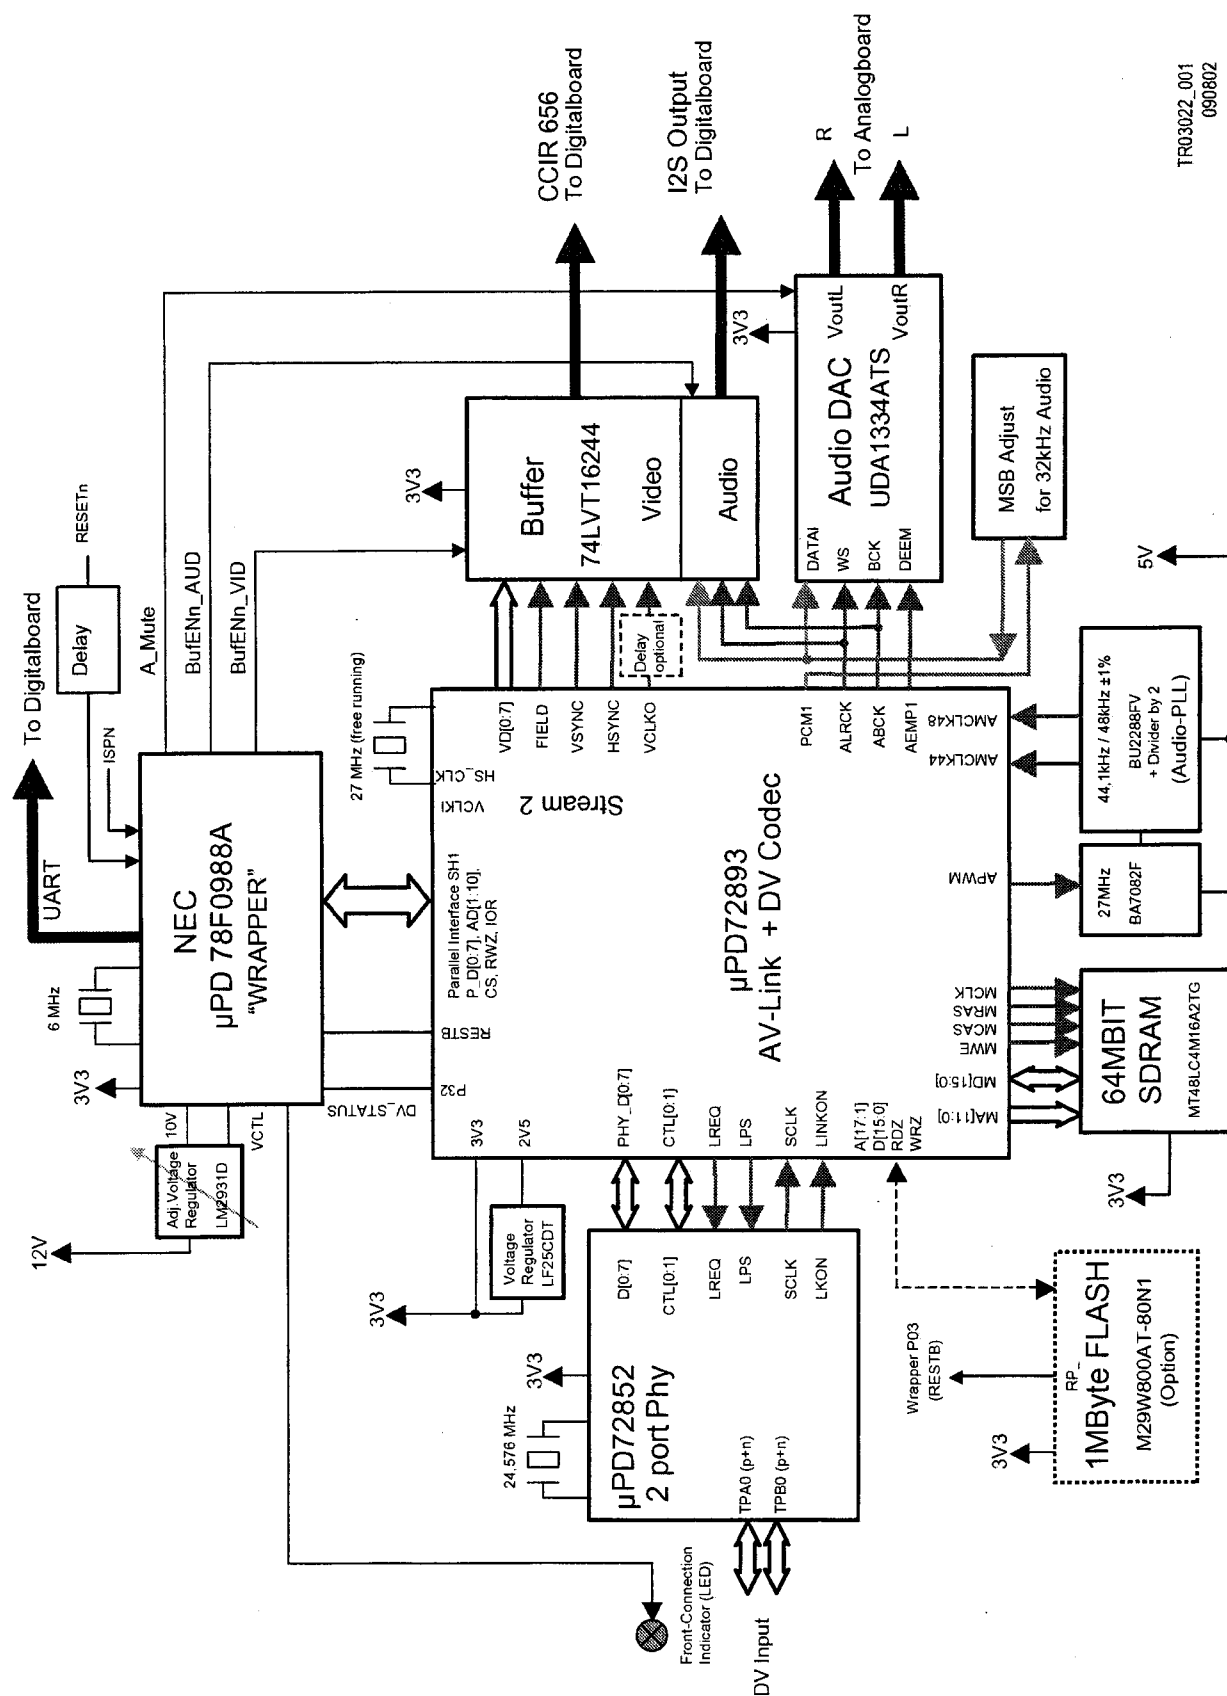 To Digitalboard
UART
6 MHz
3V3
NEC
µPD 78F0988A
"WRAPPER"
ISPN
Delay
RESETn
A_Mute
BufENn_AUD
BufENn_VID
12V
Adj.Voltage
Regulator
LM2931D
10V
VCTL
DV_STATUS
P32
RESTB
Parallel Interface SH1
P_D[0:7], AD[1:10],
CS, RWZ, IOR
27 MHz (free running)
VCLKI
HS_CLK
Stream 2
µPD72893
AV-Link + DV Codec
3V3
2V5
3V3
Voltage
Regulator
LF25CDT
PHY_D[0:7]
CTL[0:1]
LREQ
LPS
SCLK
LINKON
A[17:1]
D[15:0]
RDZ
WRZ
VD[0:7]
FIELD
VSYNC
HSYNC
VCLKO
Delay
optional
PCM1
ALRCK
ABCK
AEMP1
MA[11:0]
MD[15:0]
MWE
MCAS
MRAS
MCLK
APWM
AMCLK44
AMCLK48
3V3
Buffer
74LVT16244
Video
Audio
CCIR 656
To Digitalboard
I2S Output
To Digitalboard
3V3
DATAI
WS
BCK
DEEM
Audio DAC
UDA1334ATS
VoutL
VoutR
R
To Analogboard
L
MSB Adjust
for 32kHz Audio
24,576 MHz
3V3
µPD72852
2 port Phy
D[0:7]
CTL[0:1]
LREQ
LPS
SCLK
LKON
TPA0 (p+n)
TPB0 (p+n)
Front-Connection
Indicator (LED)
DV Input
Wrapper P03
(RESTB)
3V3
RP_
1MByte FLASH
M29W800AT-80N1
(Option)
3V3
64MBIT
SDRAM
MT48LC4M16A2TG
27MHz
BA7082F
44,1kHz / 48kHz ±1%
BU2288FV
+ Divider by 2
(Audio-PLL)
5V
TR03022_001
090802